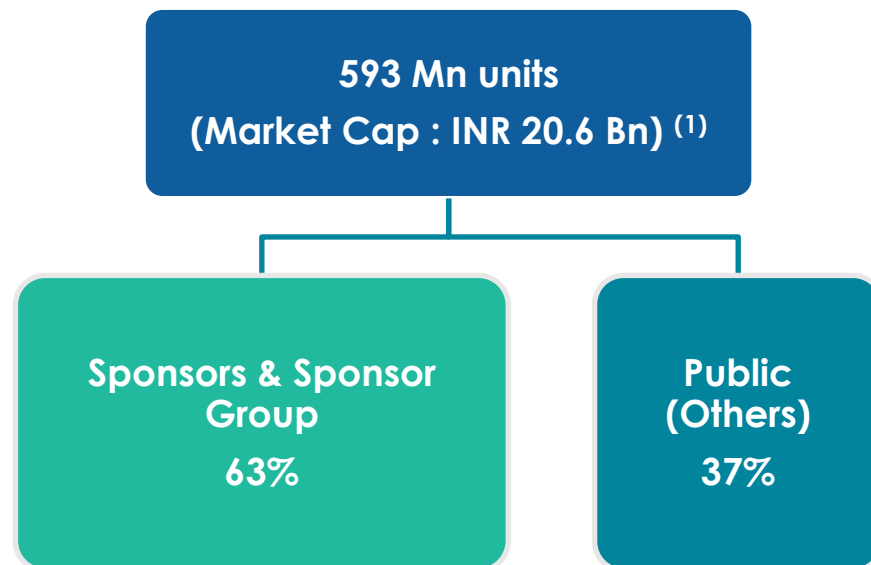 593 Mn units
(Market Cap : INR 20.6 Bn) (1)
Sponsors & Sponsor
Group
63%
Public
(Others)
37%